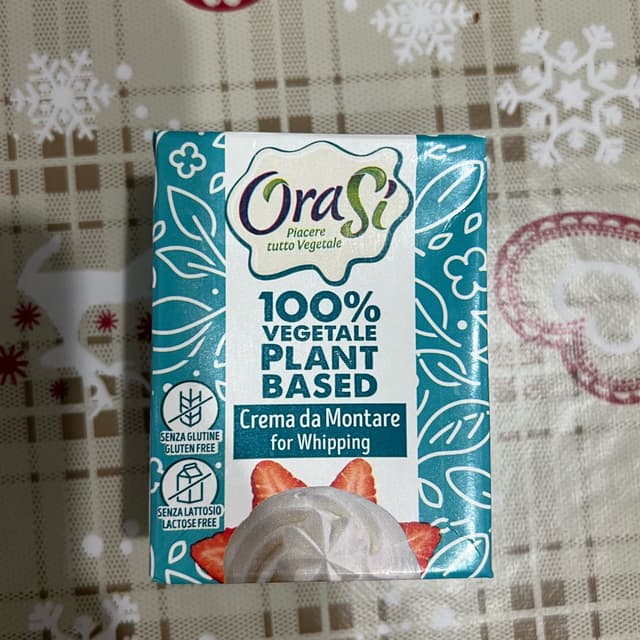 OraSì
Piacere
tutto Vegetale
100%
VEGETALE
PLANT
BASED
Crema da Montare
for Whipping
SENZA GLUTINE
GLUTEN FREE
SENZA LATTOSIO
LACTOSE FREE